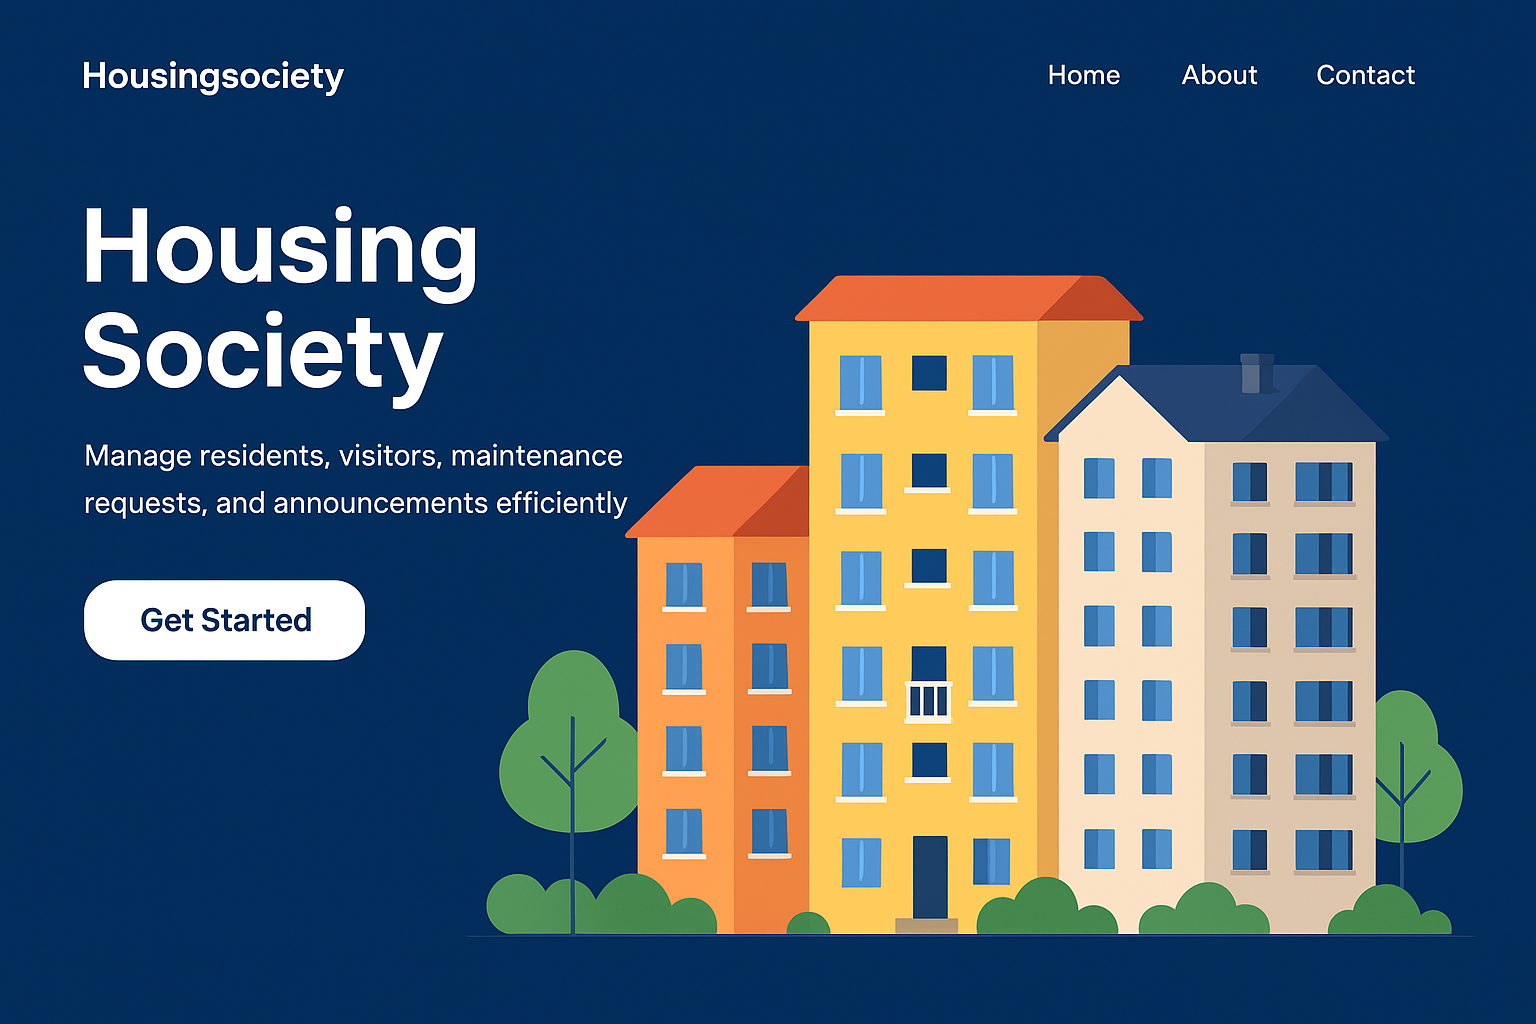 Housingsociety
Home About Contact
Housing
Society
Manage residents, visitors, maintenance
requests, and announcements efficiently
Get Started